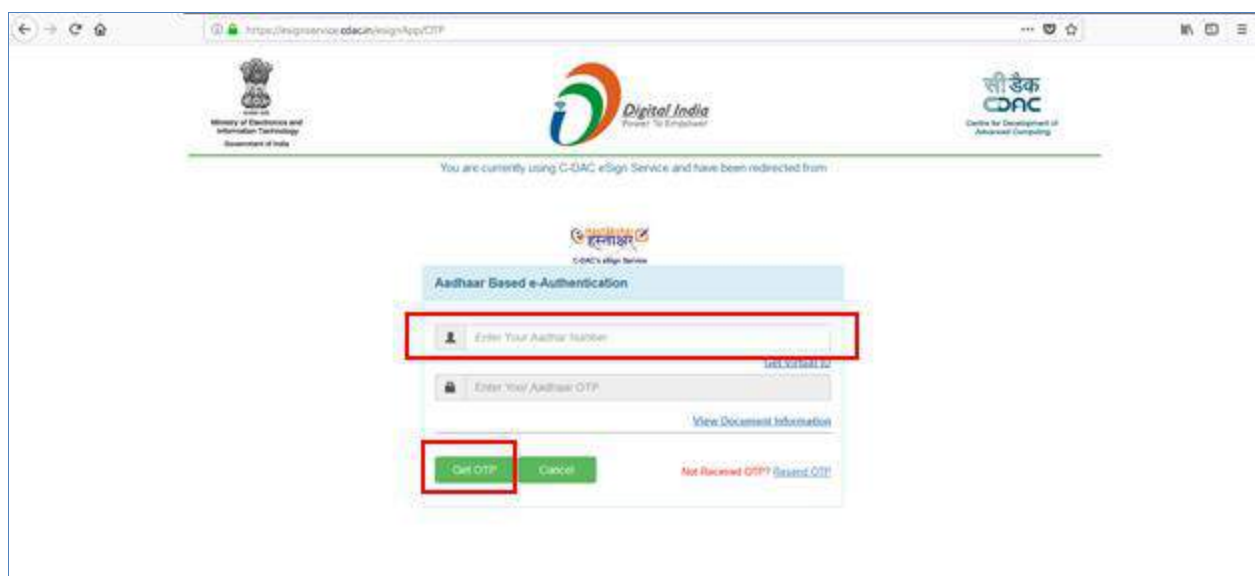 https://esignservice.cdac.in/esignApp/OTP
Ministry of Electronics and
Information Technology
Government of India
Digital India
Power To Empower
सी डैक
CDAC
Centre for Development of
Advanced Computing
You are currently using C-DAC eSign Service and have been redirected from
हस्ताक्षर
C-DAC's eSign Service
Aadhaar Based e-Authentication
Enter Your Aadhar Number
Get Virtual ID
Enter Your Aadhaar OTP
View Document Information
Get OTP Cancel Not Received OTP? Resend OTP